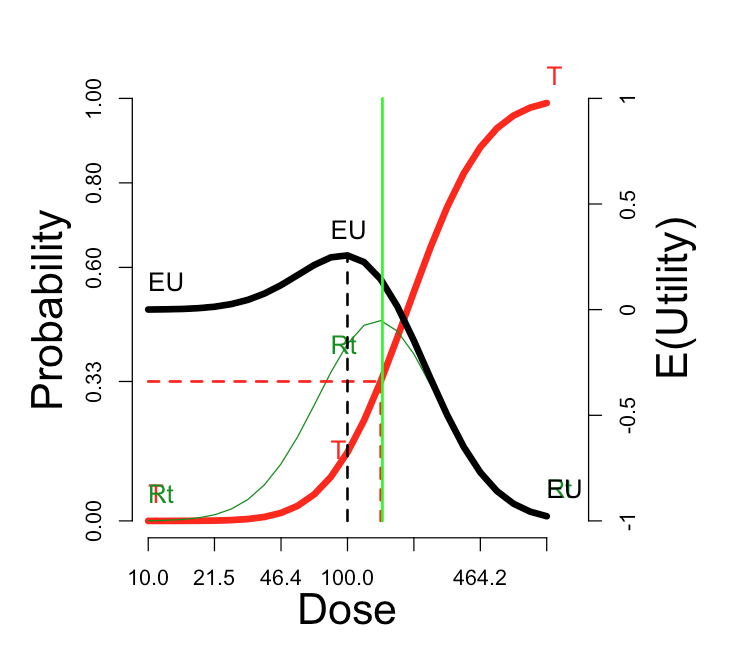 T
1.00
1
0.80
0.5
EU
0.60
EU
0
Probability
E(Utility)
Rt
0.33
-0.5
T
T
Rt
Rt
EU
0.00
-1
10.0
21.5
46.4
100.0
464.2
Dose